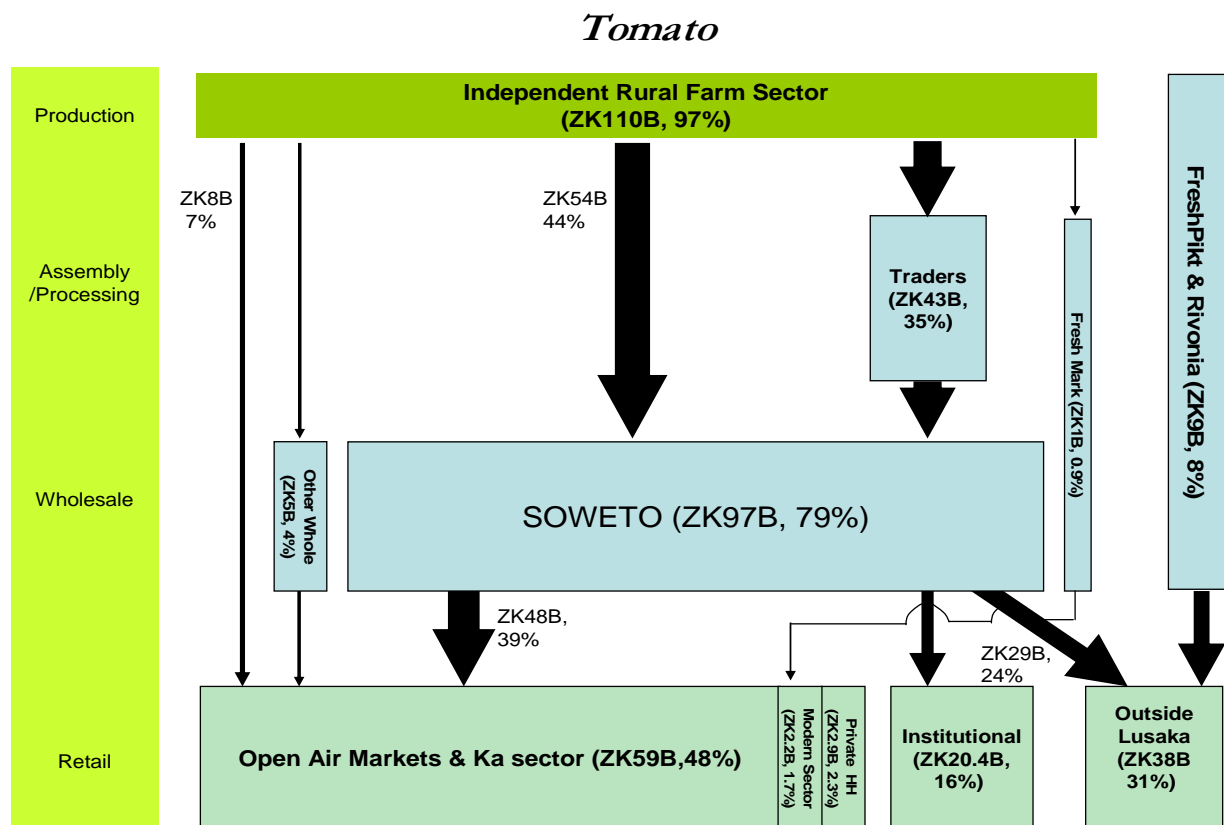 Tomato
Production
Independent Rural Farm Sector
(ZK110B, 97%)
FreshPikt & Rivonia (ZK9B, 8%)
ZK8B
7%
ZK54B
44%
Assembly
/Processing
Traders
(ZK43B,
35%)
Fresh Mark (ZK1B, 0.9%)
Wholesale
Other Whole
(ZK5B, 4%)
SOWETO (ZK97B, 79%)
ZK48B,
39%
ZK29B,
24%
Retail
Open Air Markets & Ka sector (ZK59B,48%)
Modern Sector
(ZK2.2B, 1.7%)
Private HH
(ZK2.9B, 2.3%)
Institutional
(ZK20.4B,
16%
Outside
Lusaka
(ZK38B
31%)